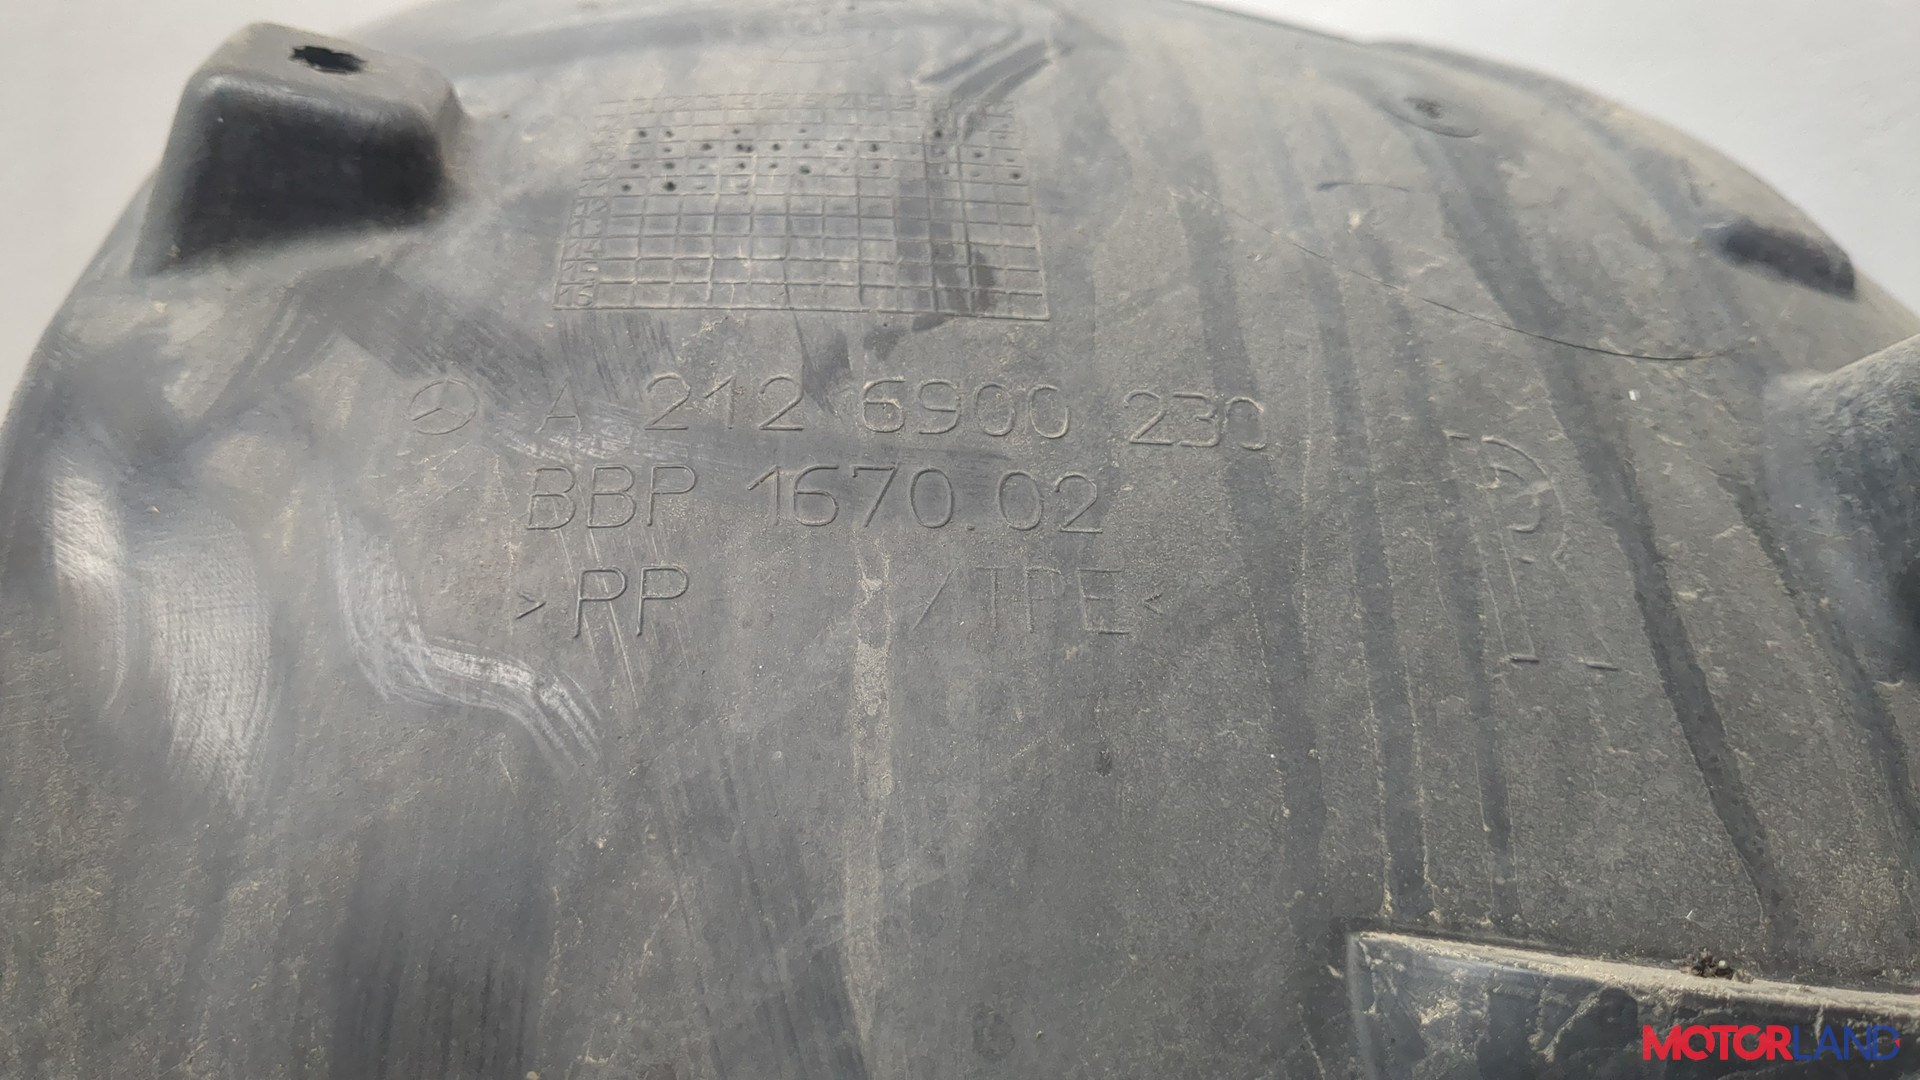 A 212 6900 230
BBP 1670.02
>PP /TPE<
MOTORLAND